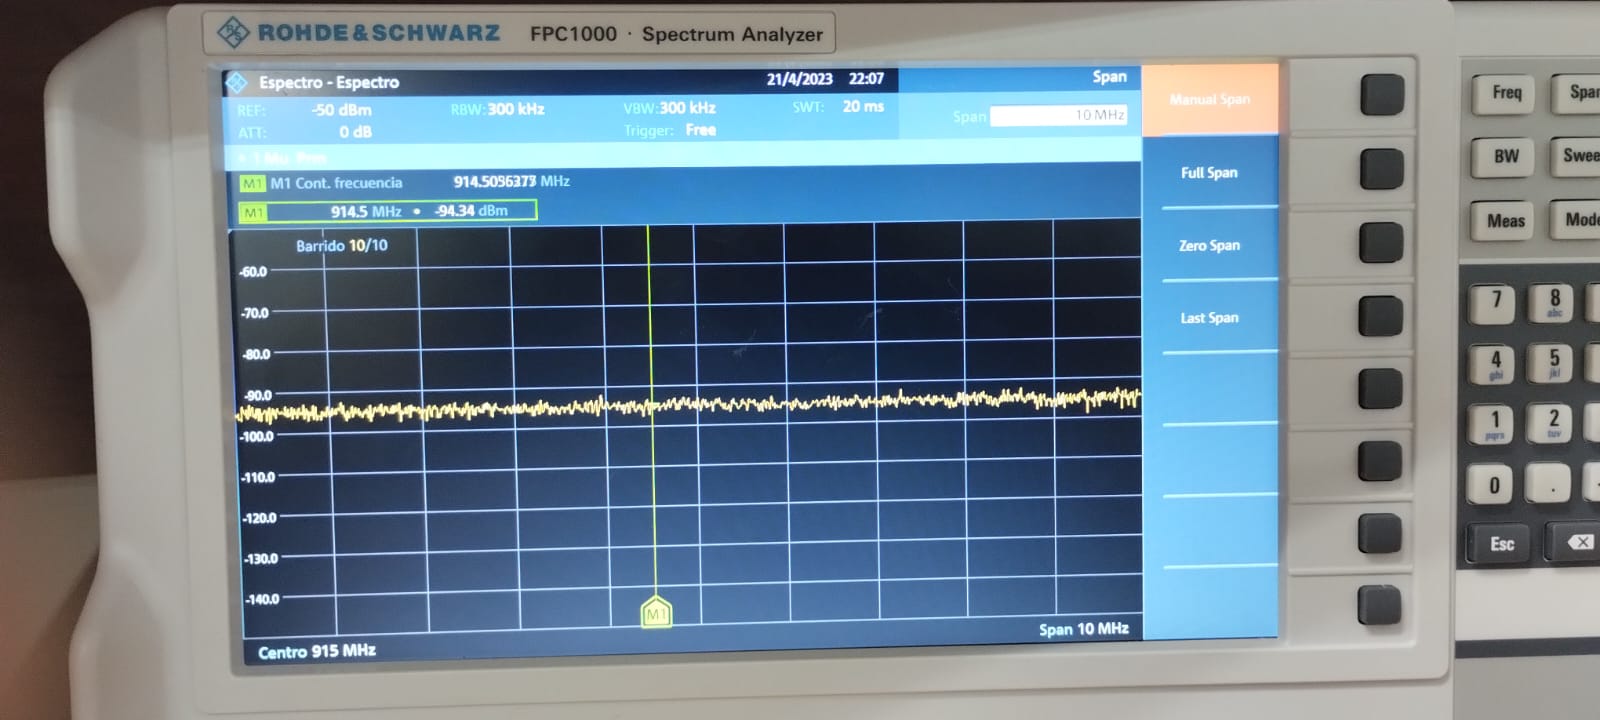 ROHDE&SCHWARZ FPC1000 · Spectrum Analyzer
Espectro - Espectro 21/4/2023 22:07 Span
REF: -50 dBm RBW: 300 kHz VBW: 300 kHz SWT: 20 ms Span 10 MHz
ATT: 0 dB Trigger: Free
M1 M1 Cont. frecuencia MHz
M1 914.5 MHz • -94.34 dBm
Barrido 10/10
-60.0
-70.0
-80.0
-90.0
-100.0
-110.0
-120.0
-130.0
-140.0
M1
Centro 915 MHz Span 10 MHz
Manual Span
Full Span
Zero Span
Last Span
Freq Span
BW Swee
Meas Mode
7 8 abc
4 ghi 5 jkl
1 pqrs 2 tuv
0 .
Esc